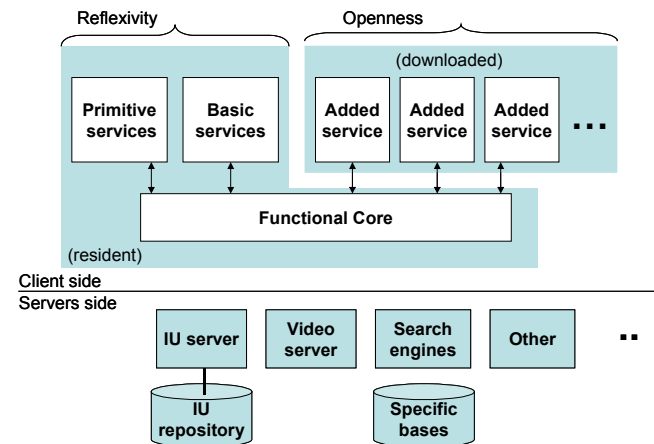 Reflexivity
Openness
(downloaded)
Primitive
services
Basic
services
Added
service
Added
service
Added
service
...
Functional Core
(resident)
Client side
Servers side
IU server
Video
server
Search
engines
Other
..
IU
repository
Specific
bases